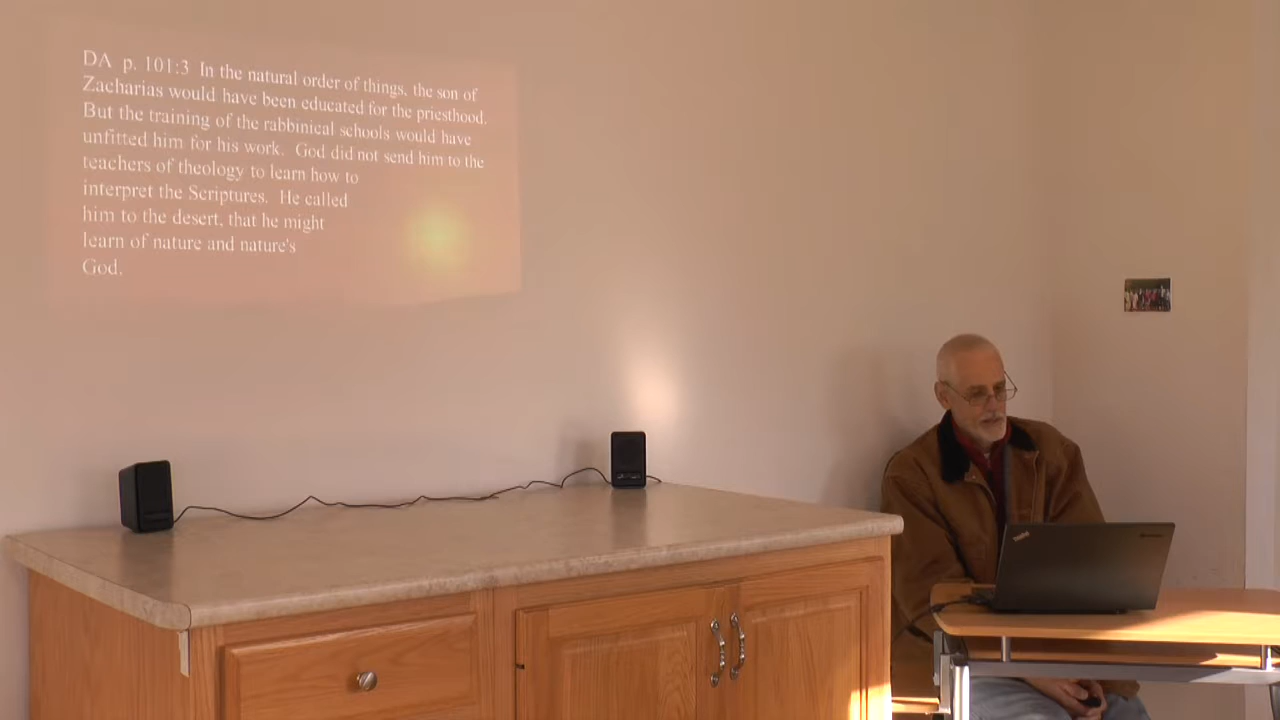 DA p. 101:3 In the natural order of things, the son of
Zacharias would have been educated for the priesthood.
But the training of the rabbinical schools would have
unfitted him for his work. God did not send him to the
teachers of theology to learn how to
interpret the Scriptures. He called
him to the desert, that he might
learn of nature and nature's
God.
ThinkPad